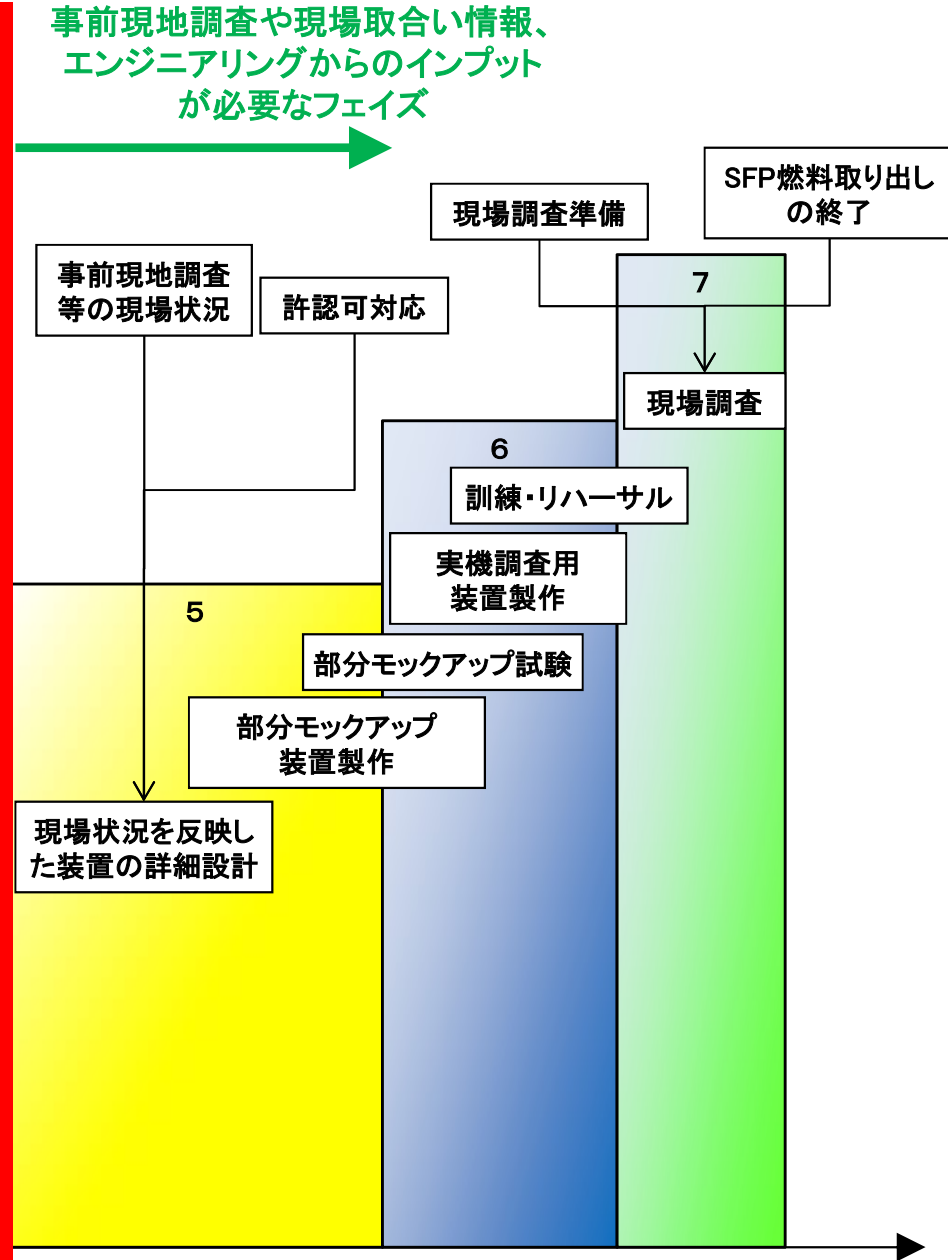 事前現地調査や現場取合い情報、
エンジニアリングからのインプット
が必要なフェイズ
SFP燃料取り出し
の終了
現場調査準備
事前現地調査
等の現場状況
許認可対応
7
現場調査
6
訓練・リハーサル
実機調査用
装置製作
5
部分モックアップ試験
部分モックアップ
装置製作
現場状況を反映し
た装置の詳細設計